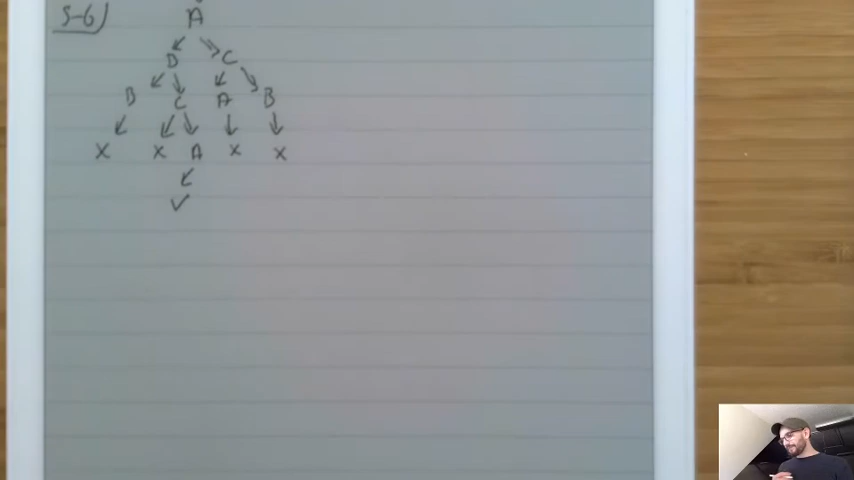 5-6)
A
D C
B C A B
X X A X X
✓